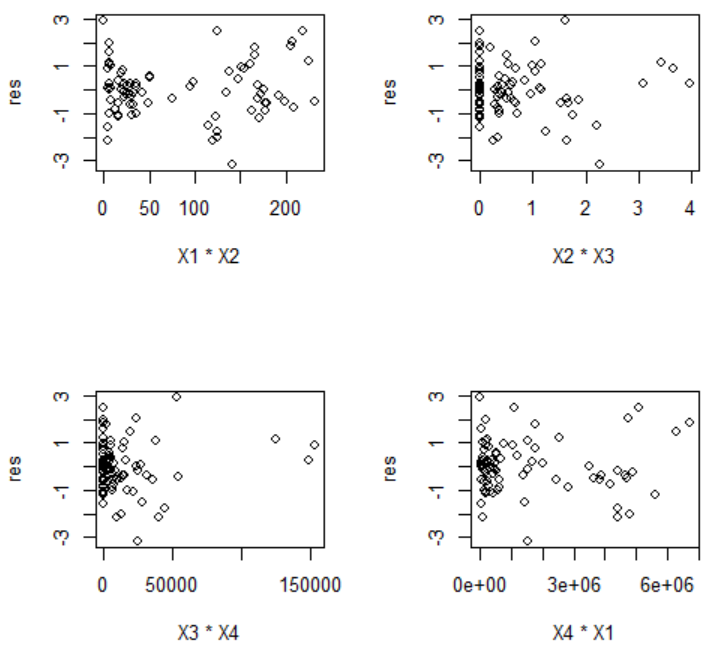 3
1
-1
-3
res
0 50 100 200
X1 * X2
3
1
-1
-3
res
0 1 2 3 4
X2 * X3
3
1
-1
-3
res
0 50000 150000
X3 * X4
3
1
-1
-3
res
0e+00 3e+06 6e+06
X4 * X1